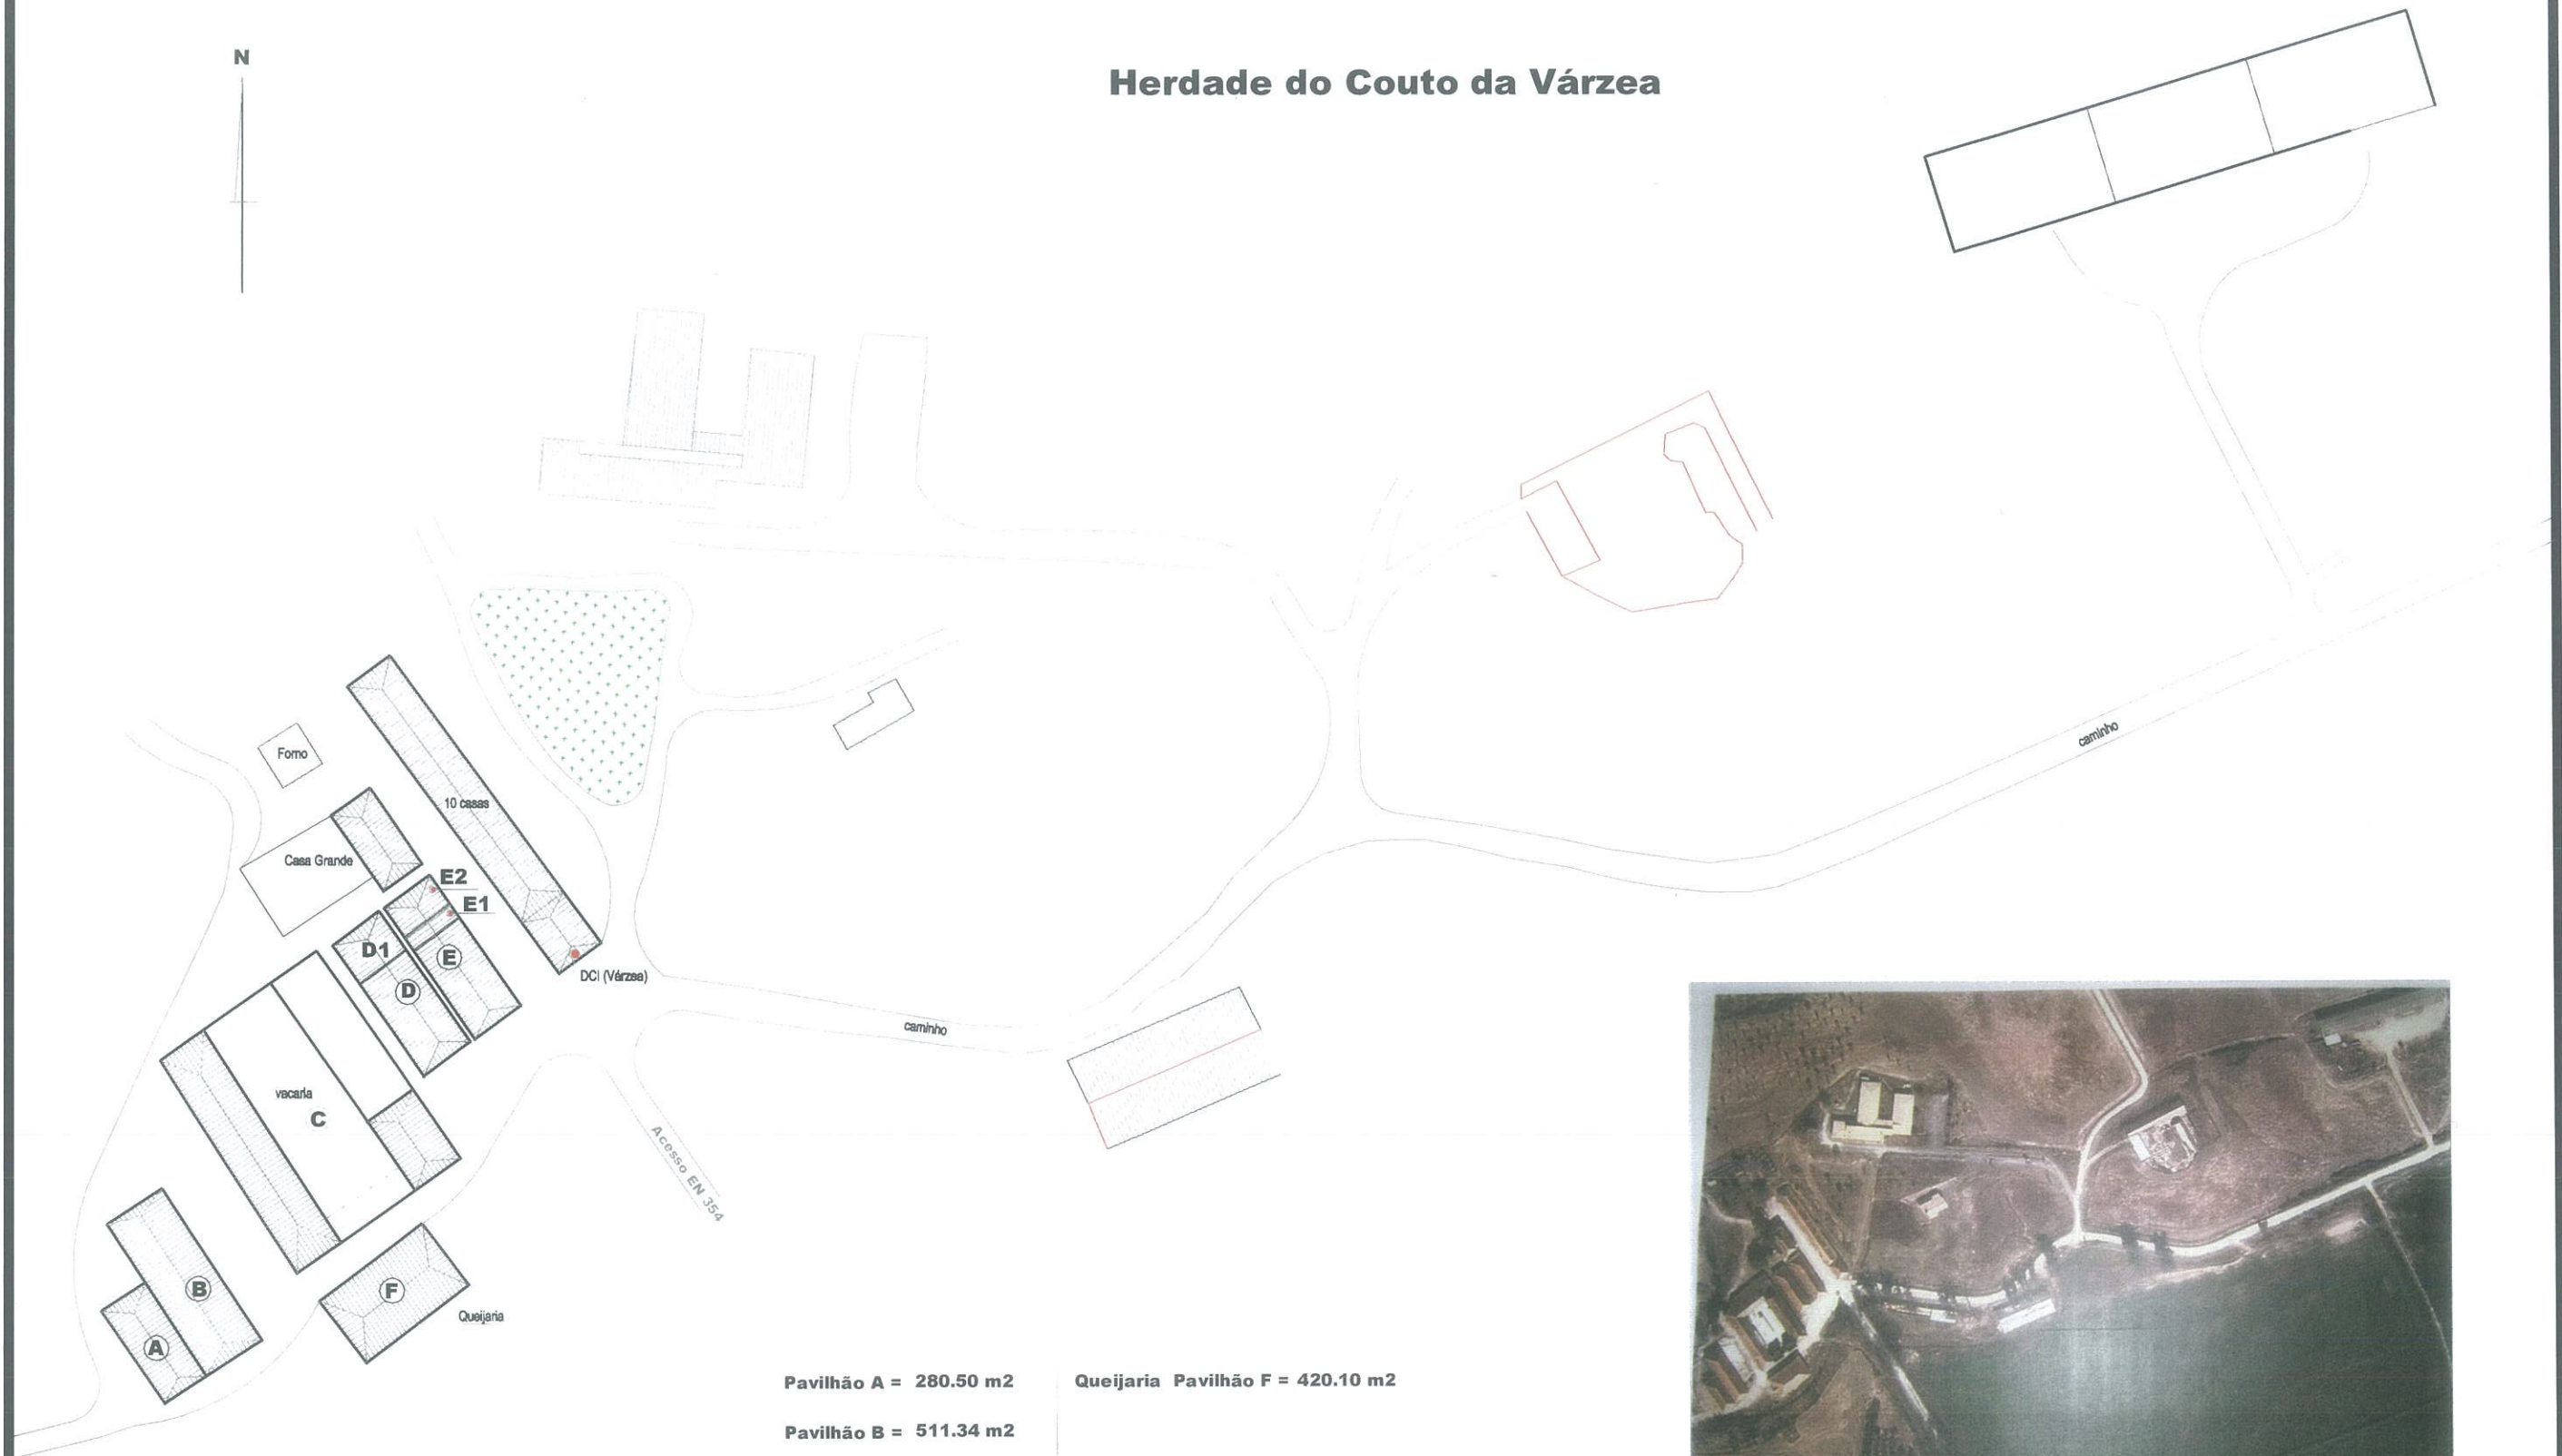 N
Herdade do Couto da Várzea
Forno
10 casas
Casa Grande
E2
E1
D1
E
D
DCI (Várzea)
caminho
caminho
vacaria
C
Acesso EN 354
B
F
A
Queijaria
Pavilhão A = 280.50 m2
Queijaria Pavilhão F = 420.10 m2
Pavilhão B = 511.34 m2